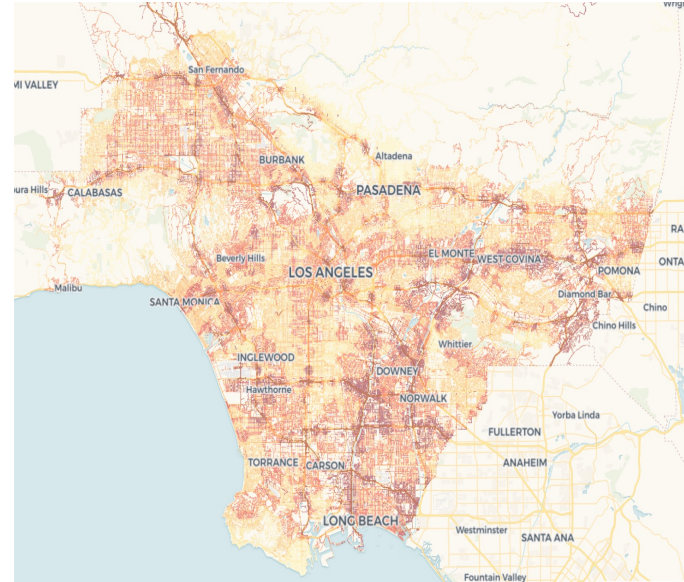 Wrigh
San Fernando
MI VALLEY
BURBANK
Altadena
oura Hills
CALABASAS
PASADENA
RA
Beverly Hills
EL MONTE
WEST COVINA
ONTA
LOS ANGELES
POMONA
Malibu
SANTA MONICA
Diamond Bar
Chino
Chino Hills
Whittier
INGLEWOOD
DOWNEY
Hawthorne
NORWALK
Yorba Linda
FULLERTON
TORRANCE
CARSON
ANAHEIM
LONG BEACH
Westminster
SANTA ANA
Fountain Valley